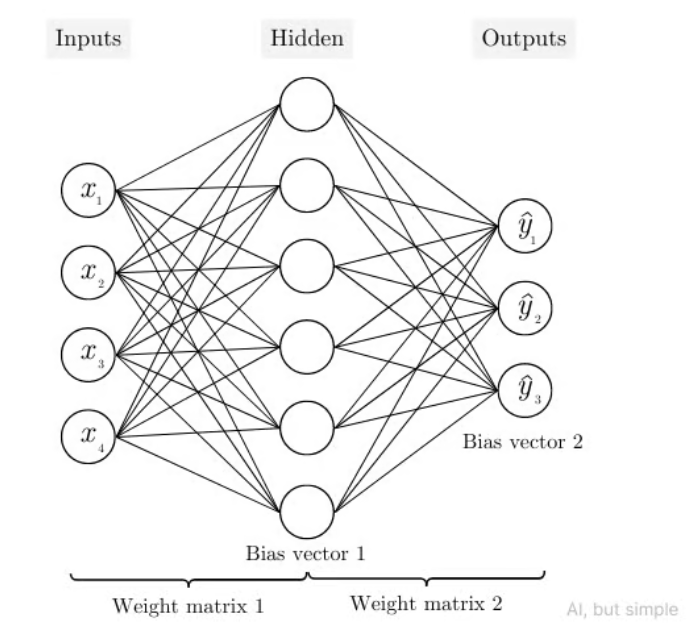 Inputs Hidden Outputs
x₁
x₂
x₃
x₄
ŷ₁
ŷ₂
ŷ₃
Bias vector 2
Bias vector 1
Weight matrix 1 Weight matrix 2
AI, but simple